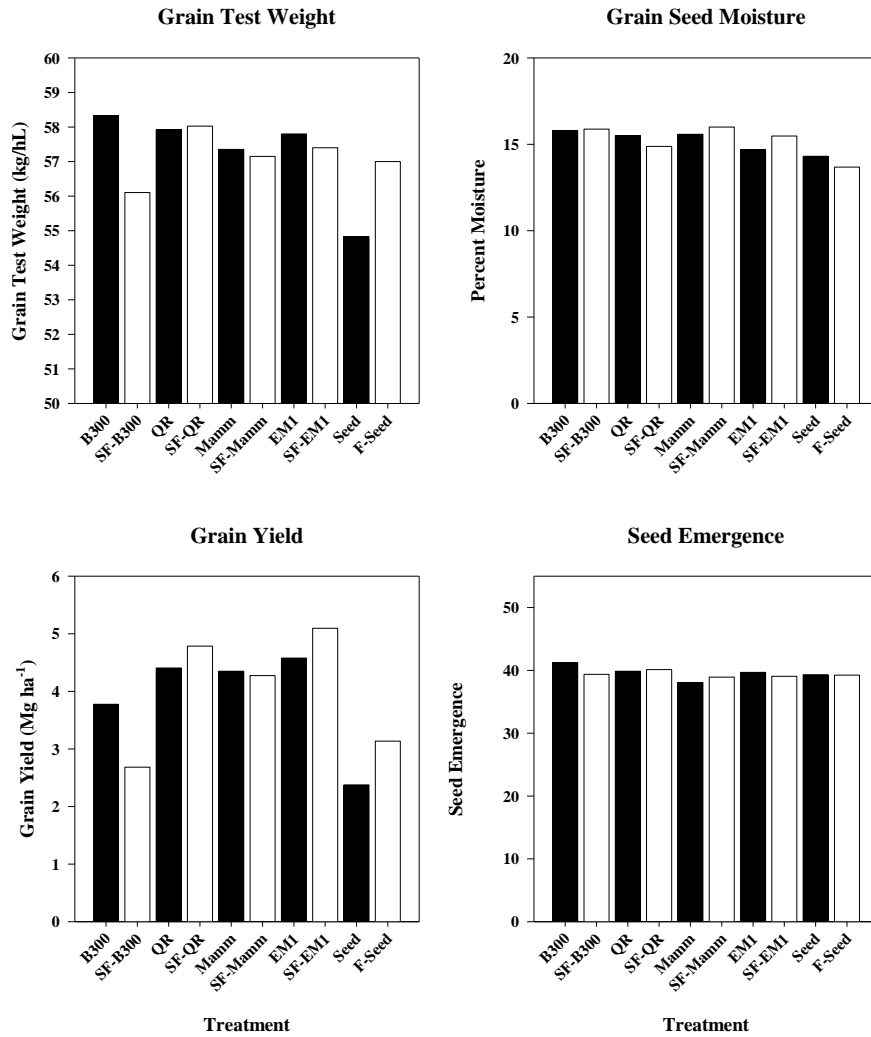 Grain Test Weight
Grain Test Weight (kg/hL)
60
59
58
57
56
55
54
53
52
51
50
B300
SF-B300
QR
SF-QR
Mamm
SF-Mamm
EM1
SF-EM1
Seed
F-Seed
Grain Seed Moisture
Percent Moisture
20
15
10
5
0
B300
SF-B300
QR
SF-QR
Mamm
SF-Mamm
EM1
SF-EM1
Seed
F-Seed
Grain Yield
Grain Yield (Mg ha⁻¹)
6
5
4
3
2
1
0
B300
SF-B300
QR
SF-QR
Mamm
SF-Mamm
EM1
SF-EM1
Seed
F-Seed
Treatment
Seed Emergence
Seed Emergence
50
40
30
20
10
0
B300
SF-B300
QR
SF-QR
Mamm
SF-Mamm
EM1
SF-EM1
Seed
F-Seed
Treatment